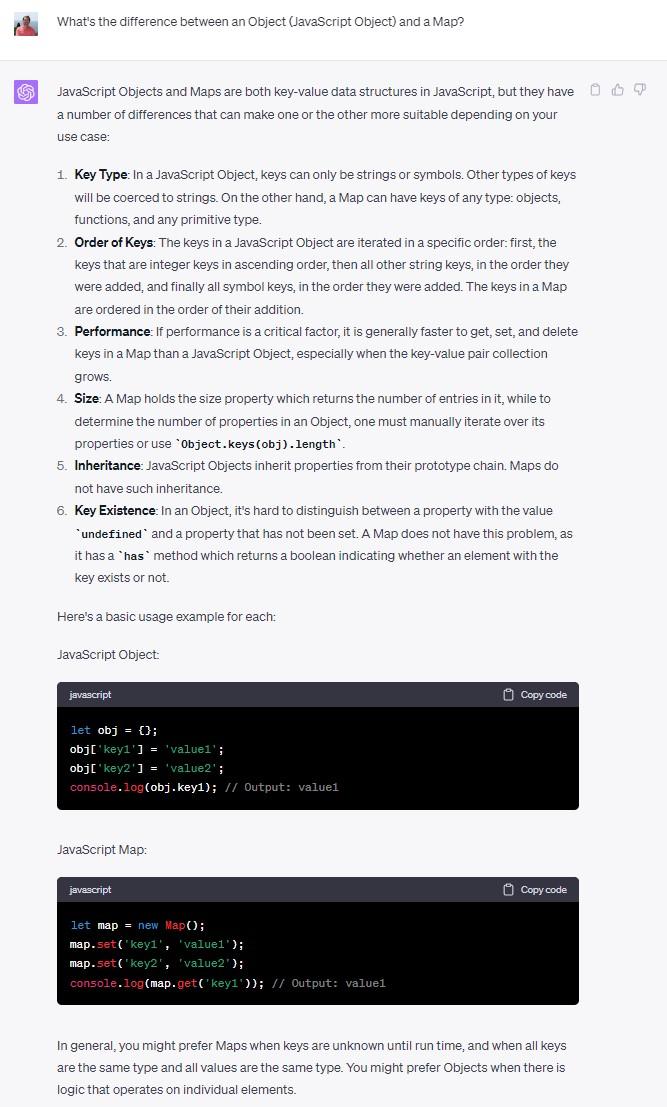 What's the difference between an Object (JavaScript Object) and a Map?
JavaScript Objects and Maps are both key-value data structures in JavaScript, but they have
a number of differences that can make one or the other more suitable depending on your
use case:
1. Key Type: In a JavaScript Object, keys can only be strings or symbols. Other types of keys
will be coerced to strings. On the other hand, a Map can have keys of any type: objects,
functions, and any primitive type.
2. Order of Keys: The keys in a JavaScript Object are iterated in a specific order: first, the
keys that are integer keys in ascending order, then all other string keys, in the order they
were added, and finally all symbol keys, in the order they were added. The keys in a Map
are ordered in the order of their addition.
3. Performance: If performance is a critical factor, it is generally faster to get, set, and delete
keys in a Map than a JavaScript Object, especially when the key-value pair collection
grows.
4. Size: A Map holds the size property which returns the number of entries in it, while to
determine the number of properties in an Object, one must manually iterate over its
properties or use `Object.keys(obj).length`.
5. Inheritance: JavaScript Objects inherit properties from their prototype chain. Maps do
not have such inheritance.
6. Key Existence: In an Object, it's hard to distinguish between a property with the value
`undefined` and a property that has not been set. A Map does not have this problem, as
it has a `has` method which returns a boolean indicating whether an element with the
key exists or not.
Here's a basic usage example for each:
JavaScript Object:
javascript Copy code
let obj = {};
obj['key1'] = 'value1';
obj['key2'] = 'value2';
console.log(obj.key1); // Output: value1
JavaScript Map:
javascript Copy code
let map = new Map();
map.set('key1', 'value1');
map.set('key2', 'value2');
console.log(map.get('key1')); // Output: value1
In general, you might prefer Maps when keys are unknown until run time, and when all keys
are the same type and all values are the same type. You might prefer Objects when there is
logic that operates on individual elements.